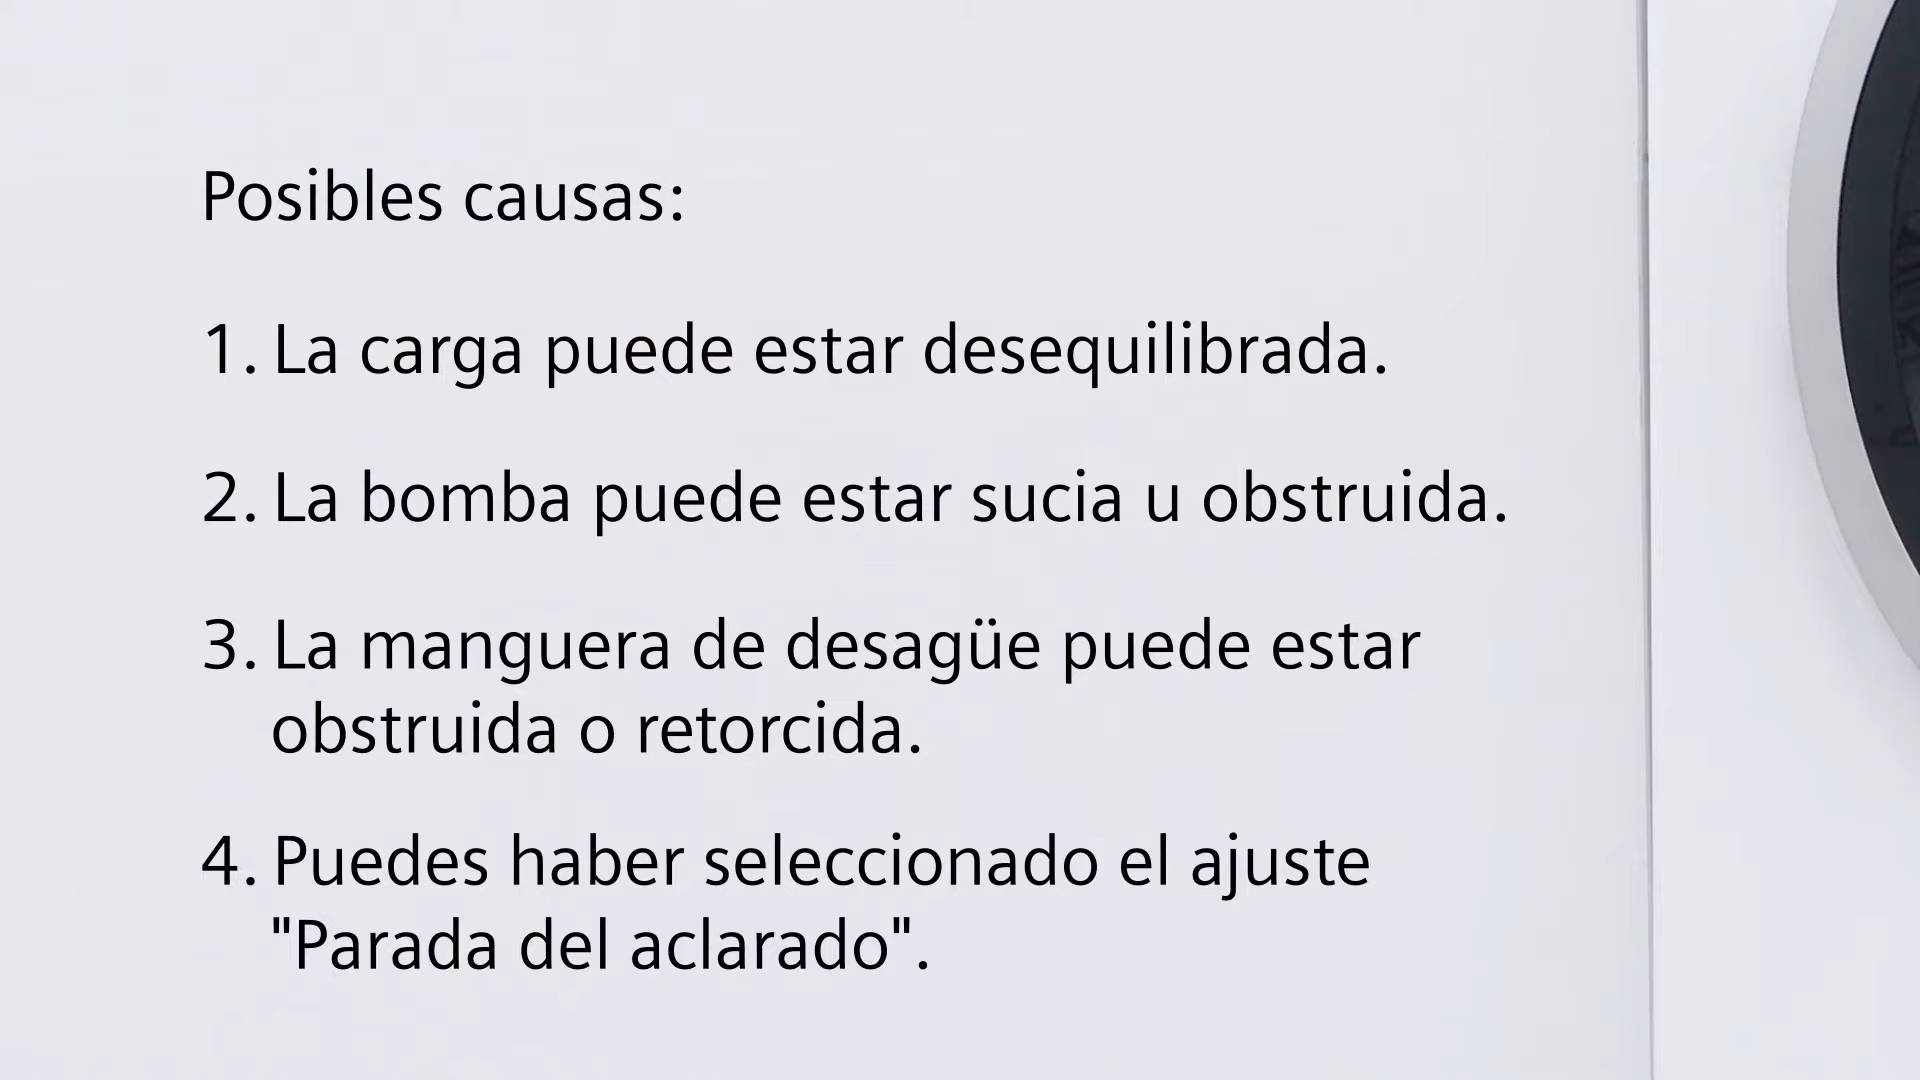 Posibles causas:
1. La carga puede estar desequilibrada.
2. La bomba puede estar sucia u obstruida.
3. La manguera de desagüe puede estar
obstruida o retorcida.
4. Puedes haber seleccionado el ajuste
"Parada del aclarado".